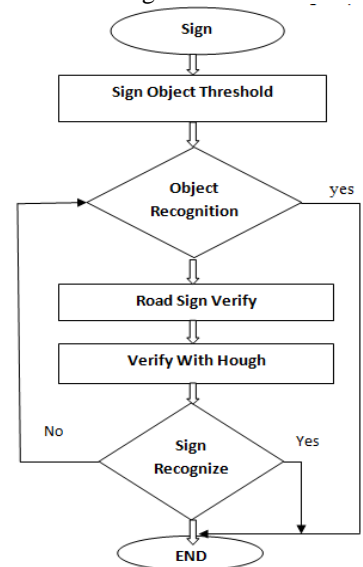 Sign
Sign Object Threshold
Object
Recognition
yes
Road Sign Verify
Verify With Hough
No
Sign
Recognize
Yes
END